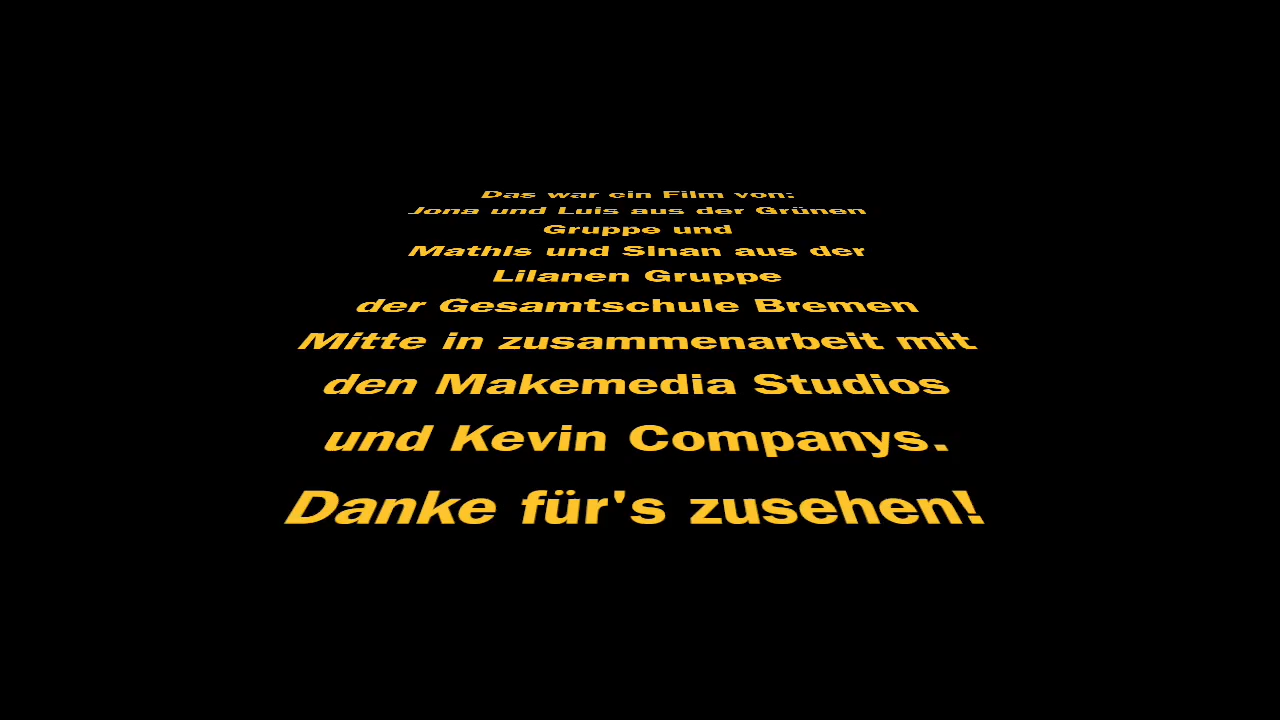 Das war ein Film von:
Jona und Luis aus der Grünen
Gruppe und
Mathis und Sinan aus der
Lilanen Gruppe
der Gesamtschule Bremen
Mitte in zusammenarbeit mit
den Makemedia Studios
und Kevin Companys.
Danke für's zusehen!